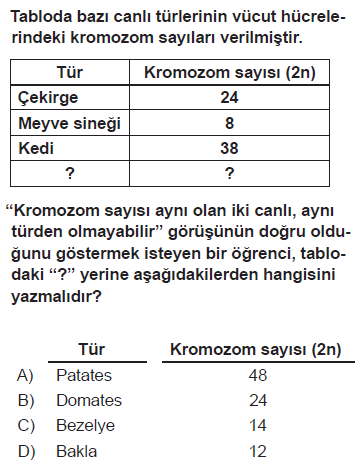 Tabloda bazı canlı türlerinin vücut hücrele-
rindeki kromozom sayıları verilmiştir.
Tür Kromozom sayısı (2n)
Çekirge 24
Meyve sineği 8
Kedi 38
? ?
“Kromozom sayısı aynı olan iki canlı, aynı
türden olmayabilir” görüşünün doğru oldu-
ğunu göstermek isteyen bir öğrenci, tablo-
daki “?” yerine aşağıdakilerden hangisini
yazmalıdır?
Tür Kromozom sayısı (2n)
A) Patates 48
B) Domates 24
C) Bezelye 14
D) Bakla 12